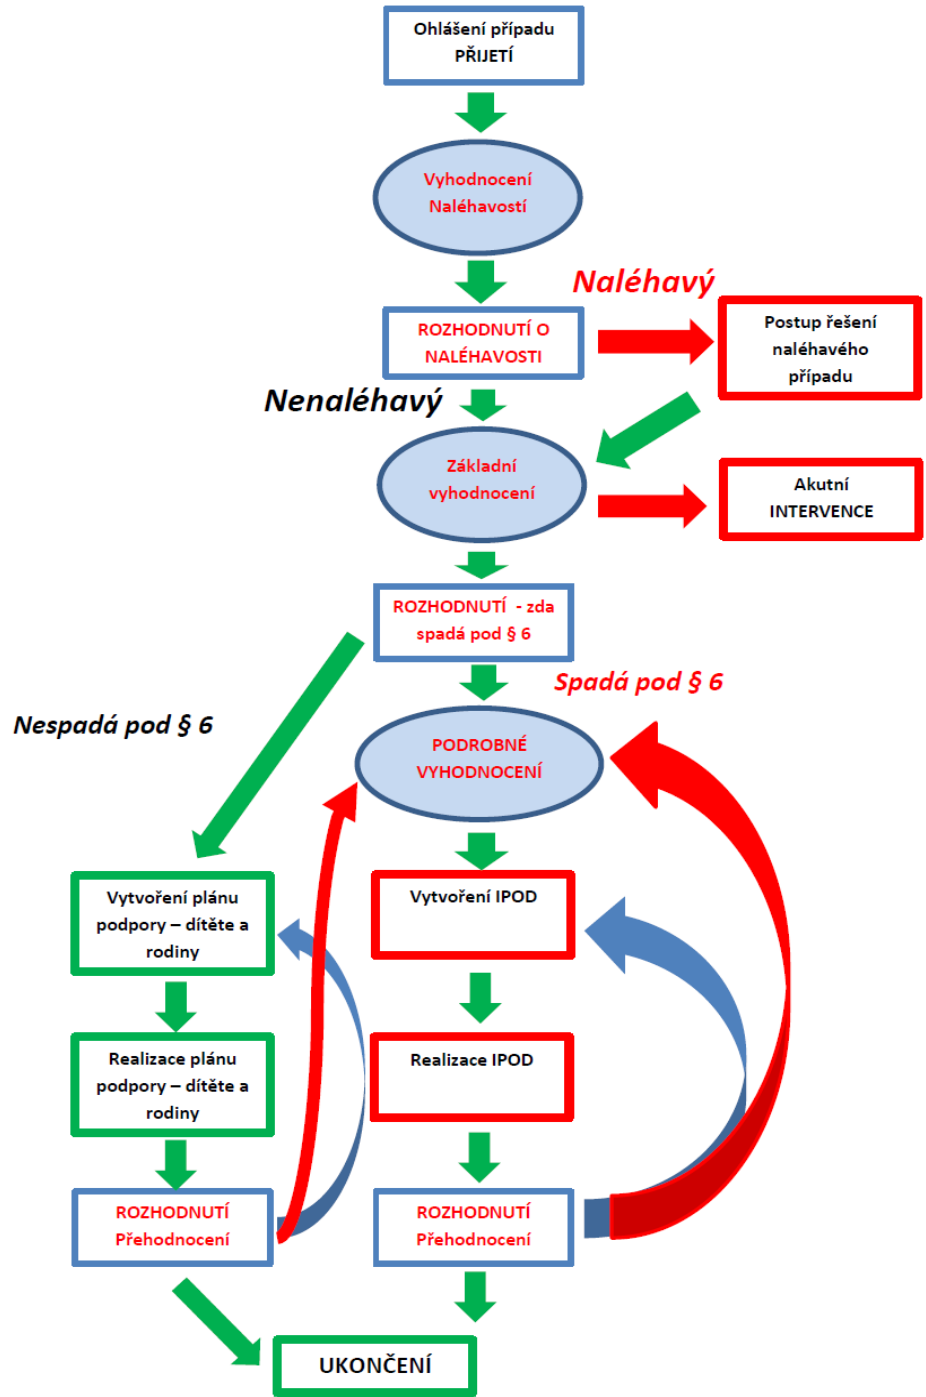 Ohlášení případu
PŘIJETÍ
Vyhodnocení
Naléhavostí
Naléhavý
ROZHODNUTÍ O
NALÉHAVOSTI
Postup řešení
naléhavého
případu
Nenaléhavý
Základní
vyhodnocení
Akutní
INTERVENCE
ROZHODNUTÍ - zda
spadá pod § 6
Spadá pod § 6
Nespadá pod § 6
PODROBNÉ
VYHODNOCENÍ
Vytvoření plánu
podpory – dítěte a
rodiny
Vytvoření IPOD
Realizace plánu
podpory – dítěte a
rodiny
Realizace IPOD
ROZHODNUTÍ
Přehodnocení
ROZHODNUTÍ
Přehodnocení
UKONČENÍ